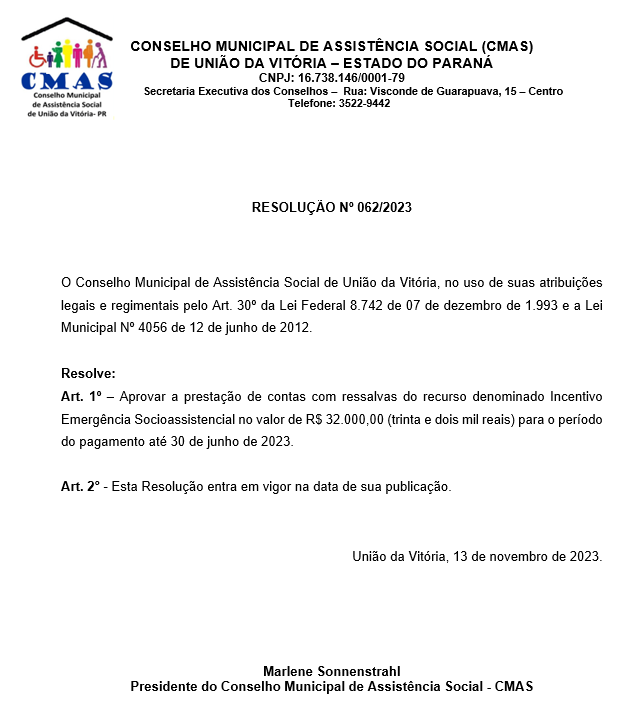 CMAS
Conselho Municipal
de Assistência Social
de União da Vitória- PR
CONSELHO MUNICIPAL DE ASSISTÊNCIA SOCIAL (CMAS)
DE UNIÃO DA VITÓRIA – ESTADO DO PARANÁ
CNPJ: 16.738.146/0001-79
Secretaria Executiva dos Conselhos – Rua: Visconde de Guarapuava, 15 – Centro
Telefone: 3522-9442
RESOLUÇÃO Nº 062/2023
O Conselho Municipal de Assistência Social de União da Vitória, no uso de suas atribuições
legais e regimentais pelo Art. 30º da Lei Federal 8.742 de 07 de dezembro de 1.993 e a Lei
Municipal Nº 4056 de 12 de junho de 2012.
Resolve:
Art. 1º – Aprovar a prestação de contas com ressalvas do recurso denominado Incentivo
Emergência Socioassistencial no valor de R$ 32.000,00 (trinta e dois mil reais) para o período
do pagamento até 30 de junho de 2023.
Art. 2° - Esta Resolução entra em vigor na data de sua publicação.
União da Vitória, 13 de novembro de 2023.
Marlene Sonnenstrahl
Presidente do Conselho Municipal de Assistência Social - CMAS